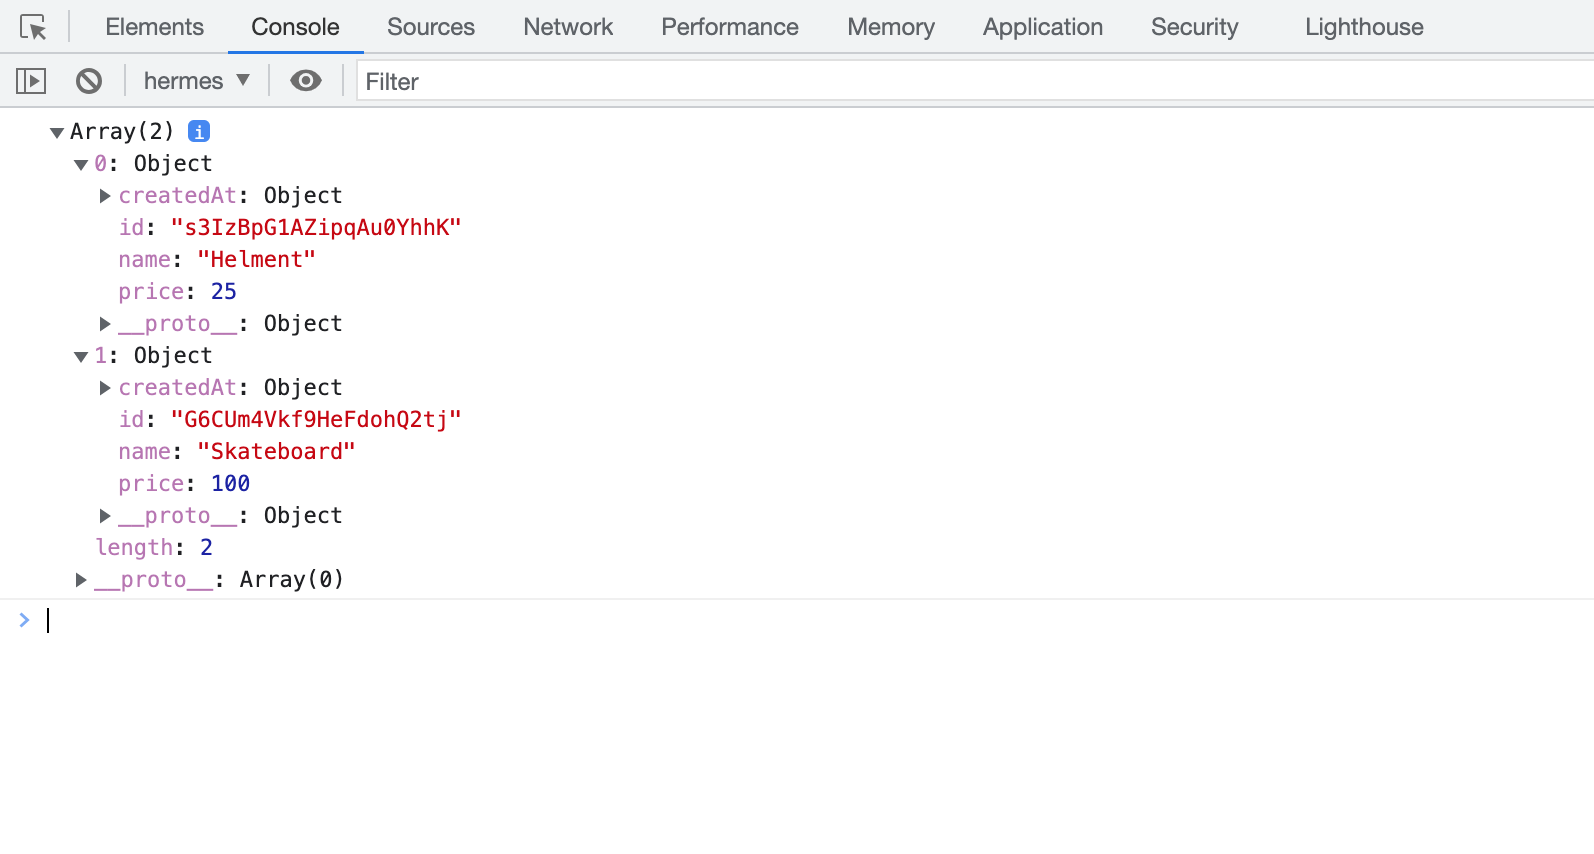 Elements Console Sources Network Performance Memory Application Security Lighthouse
hermes Filter
Array(2) i
0: Object
createdAt: Object
id: "s3IzBpG1AZipqAu0YhhK"
name: "Helment"
price: 25
__proto__: Object
1: Object
createdAt: Object
id: "G6CUm4Vkf9HeFdohQ2tj"
name: "Skateboard"
price: 100
__proto__: Object
length: 2
__proto__: Array(0)